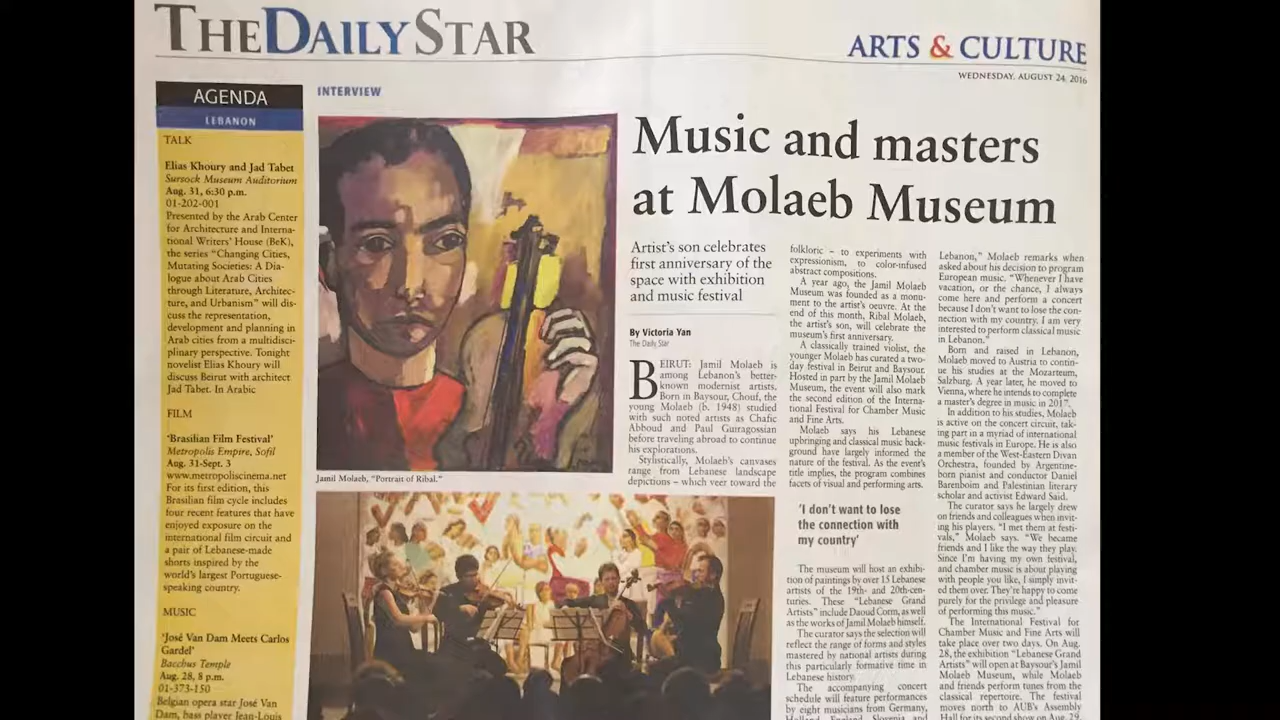 THE DAILY STAR
ARTS & CULTURE
WEDNESDAY, AUGUST 24, 2016
AGENDA
LEBANON
TALK
Elias Khoury and Jad Tabet
Sursock Museum Auditorium
Aug. 31, 6:30 p.m.
01-202-001
Presented by the Arab Center
for Architecture and Interna-
tional Writers' House (BeK),
the series "Changing Cities,
Mutating Societies: A Dia-
logue about Arab Cities
through Literature, Architec-
ture, and Urbanism" will dis-
cuss the representation,
development and planning in
Arab cities from a multidisci-
plinary perspective. Tonight
novelist Elias Khoury will
discuss Beirut with architect
Jad Tabet. In Arabic
FILM
'Brasilian Film Festival'
Metropolis Empire, Sofil
Aug. 31-Sept. 3
www.metropoliscinema.net
For its first edition, this
Brasilian film cycle includes
four recent features that have
enjoyed exposure on the
international film circuit and
a pair of Lebanese-made
shorts inspired by the
world's largest Portuguese-
speaking country.
MUSIC
'José Van Dam Meets Carlos
Gardel'
Bacchus Temple
Aug. 28, 8 p.m.
01-373-150
Belgian opera star José Van
Dam, bass player Jean-Louis
INTERVIEW
Jamil Molaeb, "Portrait of Ribal."
Music and masters
at Molaeb Museum
Artist's son celebrates
first anniversary of the
space with exhibition
and music festival
By Victoria Yan
The Daily Star
BEIRUT: Jamil Molaeb is
among Lebanon's better-
known modernist artists.
Born in Baysour, Chouf, the
young Molaeb (b. 1948) studied
with such noted artists as Chafic
Abboud and Paul Guiragossian
before traveling abroad to continue
his explorations.
Stylistically, Molaeb's canvases
range from Lebanese landscape
depictions – which veer toward the
folkloric – to experiments with
expressionism, to color-infused
abstract compositions.
A year ago, the Jamil Molaeb
Museum was founded as a monu-
ment to the artist's oeuvre. At the
end of this month, Ribal Molaeb,
the artist's son, will celebrate the
museum's first anniversary.
A classically trained violist, the
younger Molaeb has curated a two-
day festival in Beirut and Baysour.
Hosted in part by the Jamil Molaeb
Museum, the event will also mark
the second edition of the Interna-
tional Festival for Chamber Music
and Fine Arts.
Molaeb says his Lebanese
upbringing and classical music back-
ground have largely informed the
nature of the festival. As the event's
title implies, the program combines
facets of visual and performing arts.
'I don't want to lose
the connection with
my country'
The museum will host an exhibi-
tion of paintings by over 15 Lebanese
artists of the 19th- and 20th-cen-
turies. These "Lebanese Grand
Artists" include Daoud Corm, as well
as the works of Jamil Molaeb himself.
The curator says the selection will
reflect the range of forms and styles
mastered by national artists during
this particularly formative time in
Lebanese history.
The accompanying concert
schedule will feature performances
by eight musicians from Germany,
Holland, England, Slovenia and
Lebanon," Molaeb remarks when
asked about his decision to program
European music. "Whenever I have
vacation, or the chance, I always
come here and perform a concert
because I don't want to lose the con-
nection with my country. I am very
interested to perform classical music
in Lebanon."
Born and raised in Lebanon,
Molaeb moved to Austria to contin-
ue his studies at the Mozarteum,
Salzburg. A year later, he moved to
Vienna, where he intends to complete
a master's degree in music in 2017".
In addition to his studies, Molaeb
is active on the concert circuit, tak-
ing part in a myriad of international
music festivals in Europe. He is also
a member of the West-Eastern Divan
Orchestra, founded by Argentine-
born pianist and conductor Daniel
Barenboim and Palestinian literary
scholar and activist Edward Said.
The curator says he largely drew
on friends and colleagues when invit-
ing his players. "I met them at festi-
vals," Molaeb says. "We became
friends and I like the way they play.
Since I'm having my own festival,
and chamber music is about playing
with people you like, I simply invit-
ed them over. They're happy to come
purely for the privilege and pleasure
of performing this music."
The International Festival for
Chamber Music and Fine Arts will
take place over two days. On Aug.
28, the exhibition "Lebanese Grand
Artists" will open at Baysour's Jamil
Molaeb Museum, while Molaeb
and friends perform tunes from the
classical repertoire. The festival
moves north to AUB's Assembly
Hall for its second show on Aug. 29.